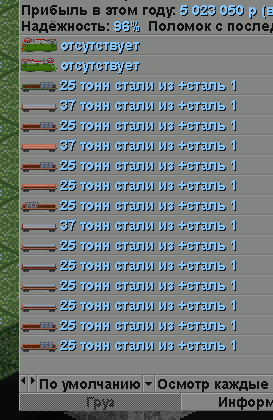 Прибыль в этом году: 5 023 050 р (в
Надёжность: 96% Поломок с послед
отсутствует
отсутствует
25 тонн стали из +сталь 1
37 тонн стали из +сталь 1
25 тонн стали из +сталь 1
37 тонн стали из +сталь 1
25 тонн стали из +сталь 1
25 тонн стали из +сталь 1
25 тонн стали из +сталь 1
37 тонн стали из +сталь 1
25 тонн стали из +сталь 1
25 тонн стали из +сталь 1
25 тонн стали из +сталь 1
25 тонн стали из +сталь 1
25 тонн стали из +сталь 1
25 тонн стали из +сталь 1
По умолчанию Осмотр каждые
Груз Информ